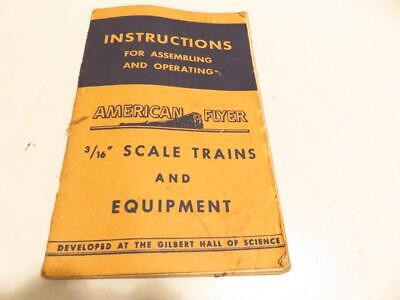 INSTRUCTIONS
FOR ASSEMBLING
AND OPERATING
AMERICAN FLYER
3/16" SCALE TRAINS
AND
EQUIPMENT
DEVELOPED AT THE GILBERT HALL OF SCIENCE